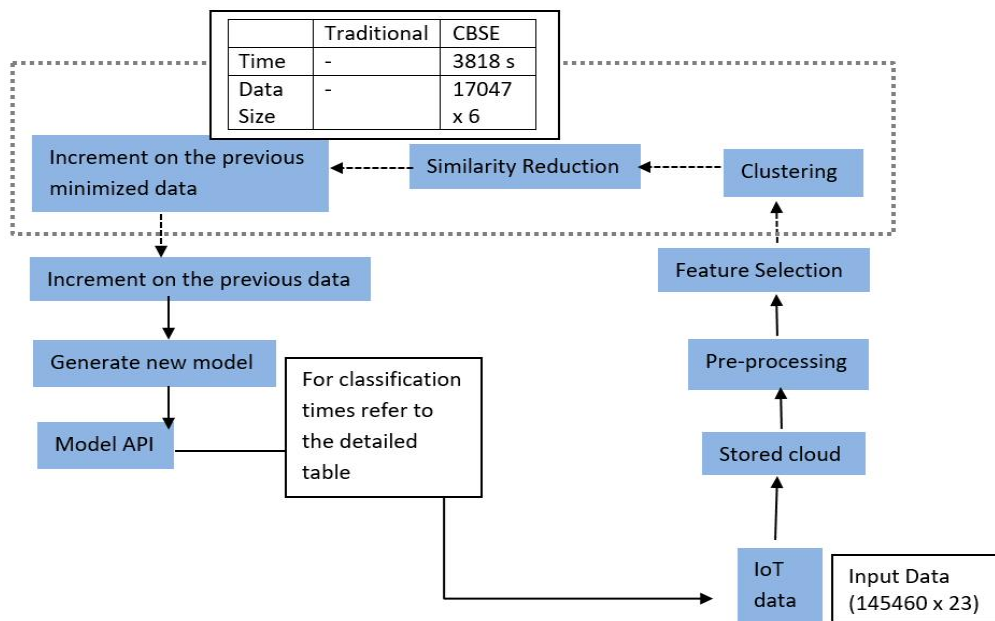 Traditional CBSE
Time - 3818 s
Data - 17047
Size x 6
Increment on the previous
minimized data
Similarity Reduction
Clustering
Increment on the previous data
Feature Selection
Generate new model
Pre-processing
For classification
times refer to
the detailed
table
Model API
Stored cloud
IoT
data
Input Data
(145460 x 23)